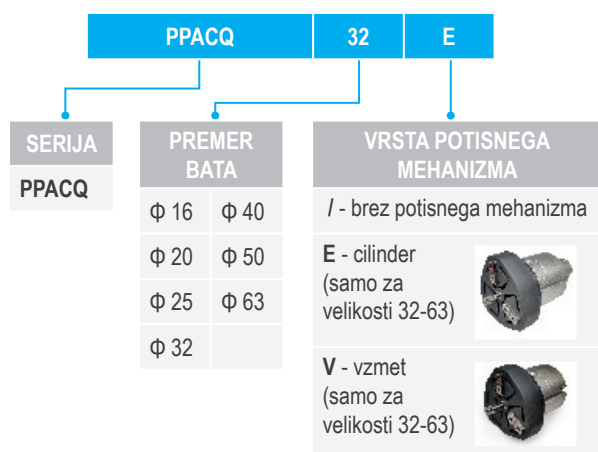 PPACQ 32 E
SERIJA
PPACQ
PREMER
BATA
Φ 16 Φ 40
Φ 20 Φ 50
Φ 25 Φ 63
Φ 32
VRSTA POTISNEGA
MEHANIZMA
/ - brez potisnega mehanizma
E - cilinder
(samo za
velikosti 32-63)
V - vzmet
(samo za
velikosti 32-63)